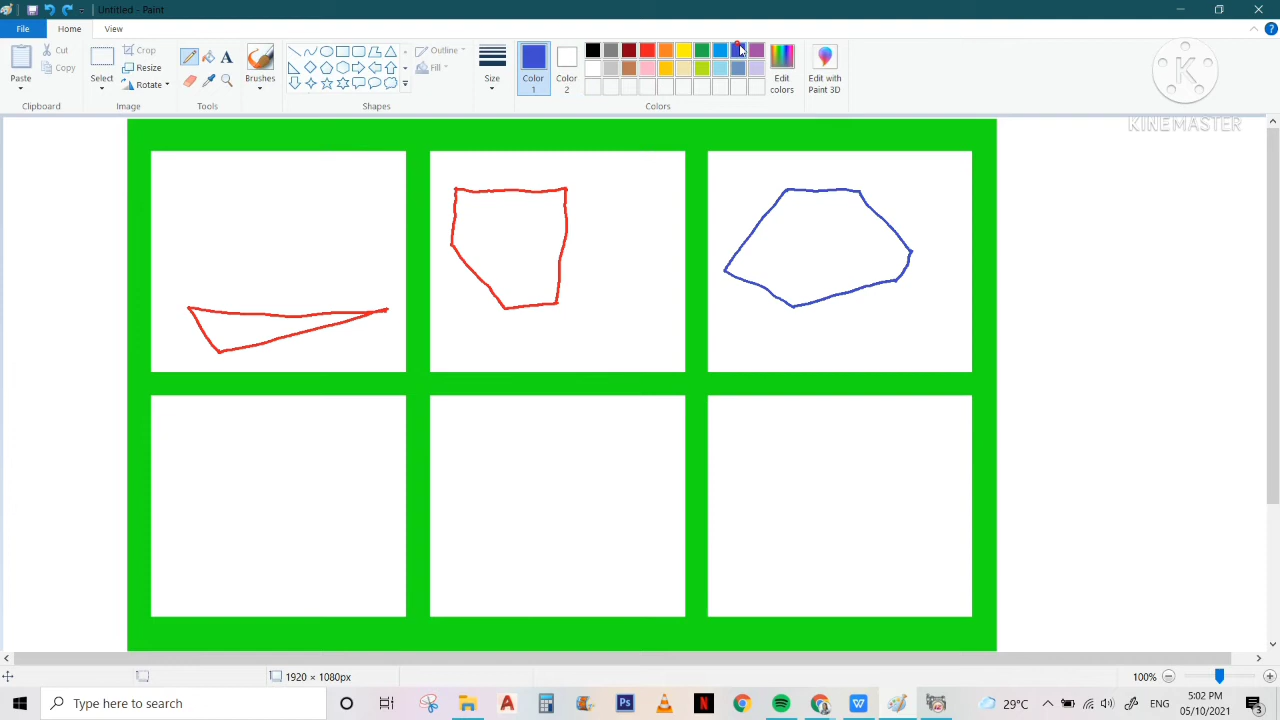 Untitled - Paint
File Home View
Paste
Cut
Copy
Clipboard
Select
Crop
Resize
Rotate
Image
A
Tools
Brushes
Outline
Fill
Shapes
Size
Color 1
Color 2
Edit colors
Edit with Paint 3D
Colors
K
KINEMASTER
1920 × 1080px
100%
Type here to search
29°C
ENG
5:02 PM
05/10/2021
3